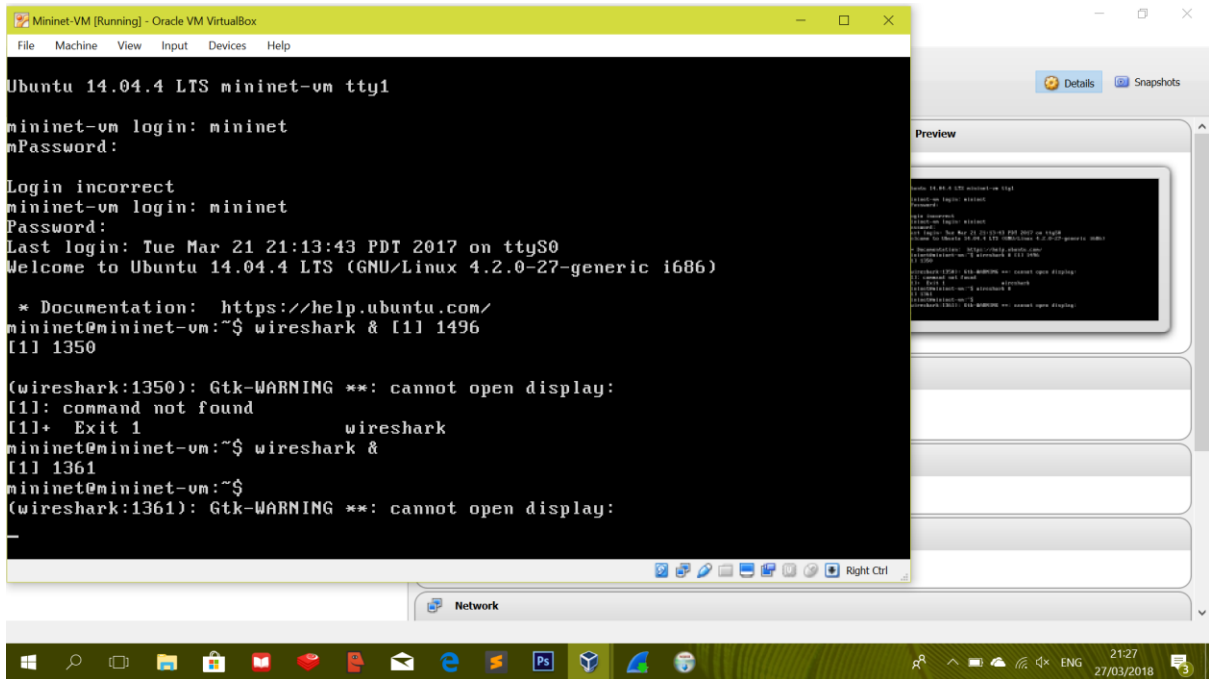 Mininet-VM [Running] - Oracle VM VirtualBox
File Machine View Input Devices Help
Ubuntu 14.04.4 LTS mininet-vm tty1
mininet-vm login: mininet
mPassword:
Login incorrect
mininet-vm login: mininet
Password:
Last login: Tue Mar 21 21:13:43 PDT 2017 on ttyS0
Welcome to Ubuntu 14.04.4 LTS (GNU/Linux 4.2.0-27-generic i686)
* Documentation: https://help.ubuntu.com/
mininet@mininet-vm:~$ wireshark & [1] 1496
[1] 1350
(wireshark:1350): Gtk-WARNING **: cannot open display:
[1]: command not found
[1]+ Exit 1 wireshark
mininet@mininet-vm:~$ wireshark &
[1] 1361
mininet@mininet-vm:~$
(wireshark:1361): Gtk-WARNING **: cannot open display:
Right Ctrl
Details Snapshots
Preview
Network
Ps
ENG
21:27
27/03/2018
3